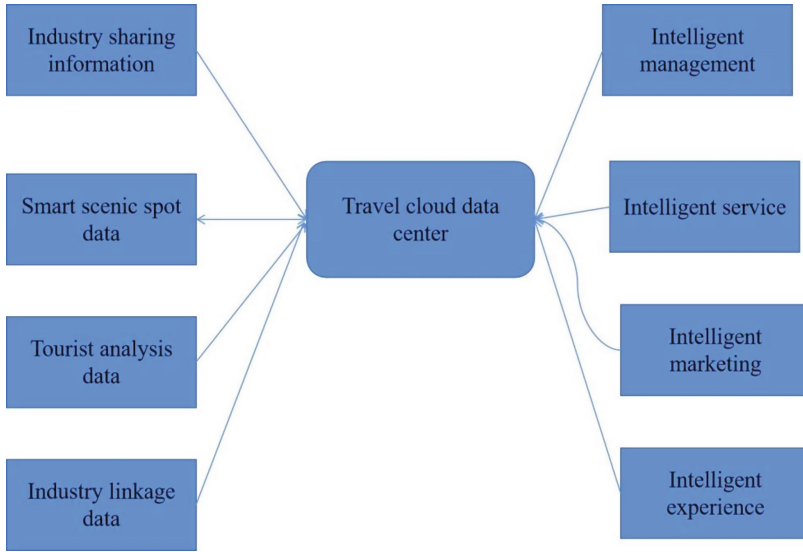 Industry sharing
information
Smart scenic spot
data
Tourist analysis
data
Industry linkage
data
Travel cloud data
center
Intelligent
management
Intelligent service
Intelligent
marketing
Intelligent
experience